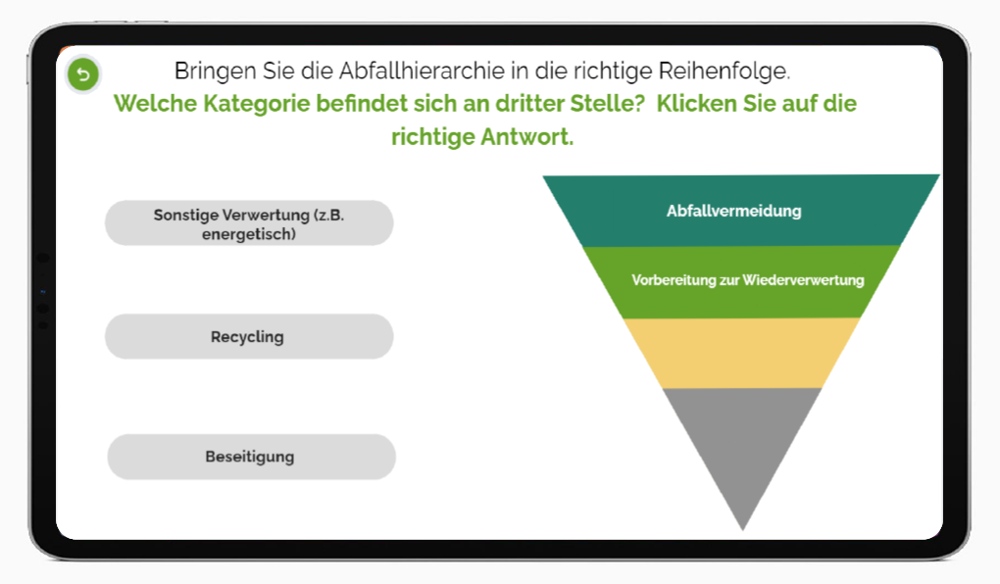 Bringen Sie die Abfallhierarchie in die richtige Reihenfolge.
Welche Kategorie befindet sich an dritter Stelle? Klicken Sie auf die
richtige Antwort.
Sonstige Verwertung (z.B.
energetisch)
Recycling
Beseitigung
Abfallvermeidung
Vorbereitung zur Wiederverwertung